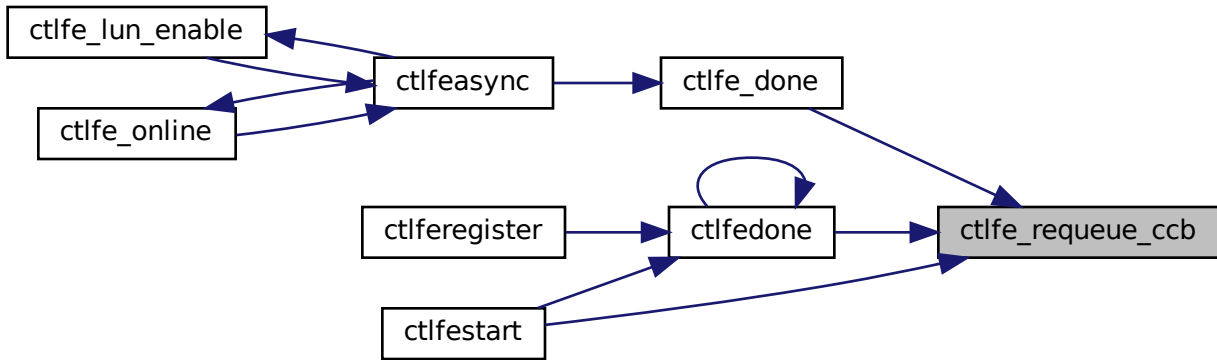 ctlfe_lun_enable
ctlfeasync
ctlfe_done
ctlfe_online
ctlferegister
ctlfedone
ctlfe_requeue_ccb
ctlfestart